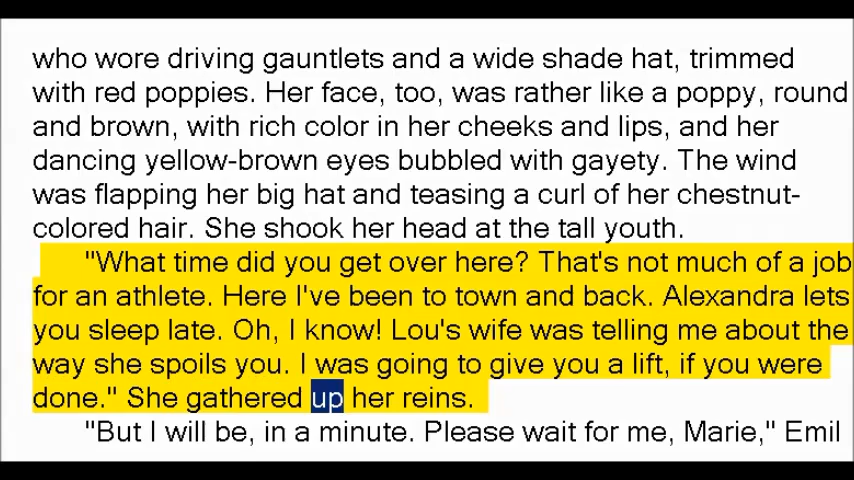 who wore driving gauntlets and a wide shade hat, trimmed
with red poppies. Her face, too, was rather like a poppy, round
and brown, with rich color in her cheeks and lips, and her
dancing yellow-brown eyes bubbled with gayety. The wind
was flapping her big hat and teasing a curl of her chestnut-
colored hair. She shook her head at the tall youth.
"What time did you get over here? That's not much of a job
for an athlete. Here I've been to town and back. Alexandra lets
you sleep late. Oh, I know! Lou's wife was telling me about the
way she spoils you. I was going to give you a lift, if you were
done." She gathered up her reins.
"But I will be, in a minute. Please wait for me, Marie," Emil